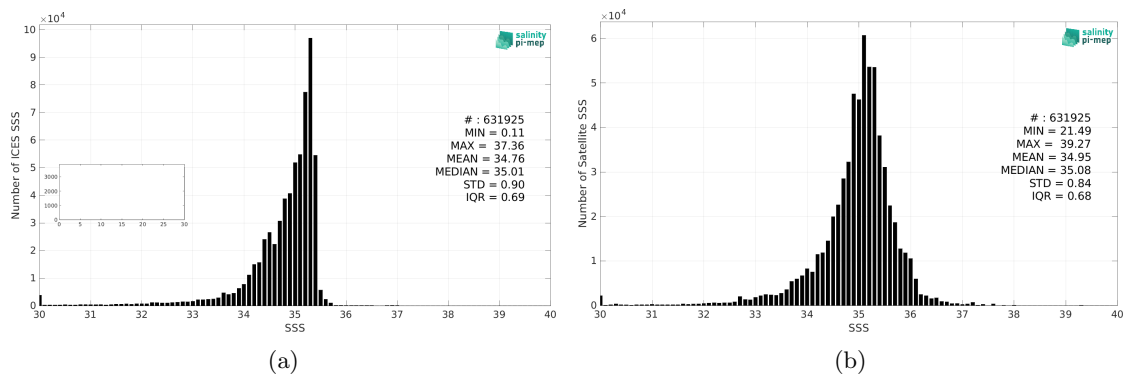 ×10⁴
10
9
8
7
6
5
4
3
2
1
0
Number of ICES SSS
30 31 32 33 34 35 36 37 38 39 40
SSS
salinity
pi-mep
# : 631925
MIN = 0.11
MAX = 37.36
MEAN = 34.76
MEDIAN = 35.01
STD = 0.90
IQR = 0.69
3000
2000
1000
0
0 5 10 15 20 25 30
(a)
×10⁴
6
5
4
3
2
1
0
Number of Satellite SSS
30 31 32 33 34 35 36 37 38 39 40
SSS
salinity
pi-mep
# : 631925
MIN = 21.49
MAX = 39.27
MEAN = 34.95
MEDIAN = 35.08
STD = 0.84
IQR = 0.68
(b)